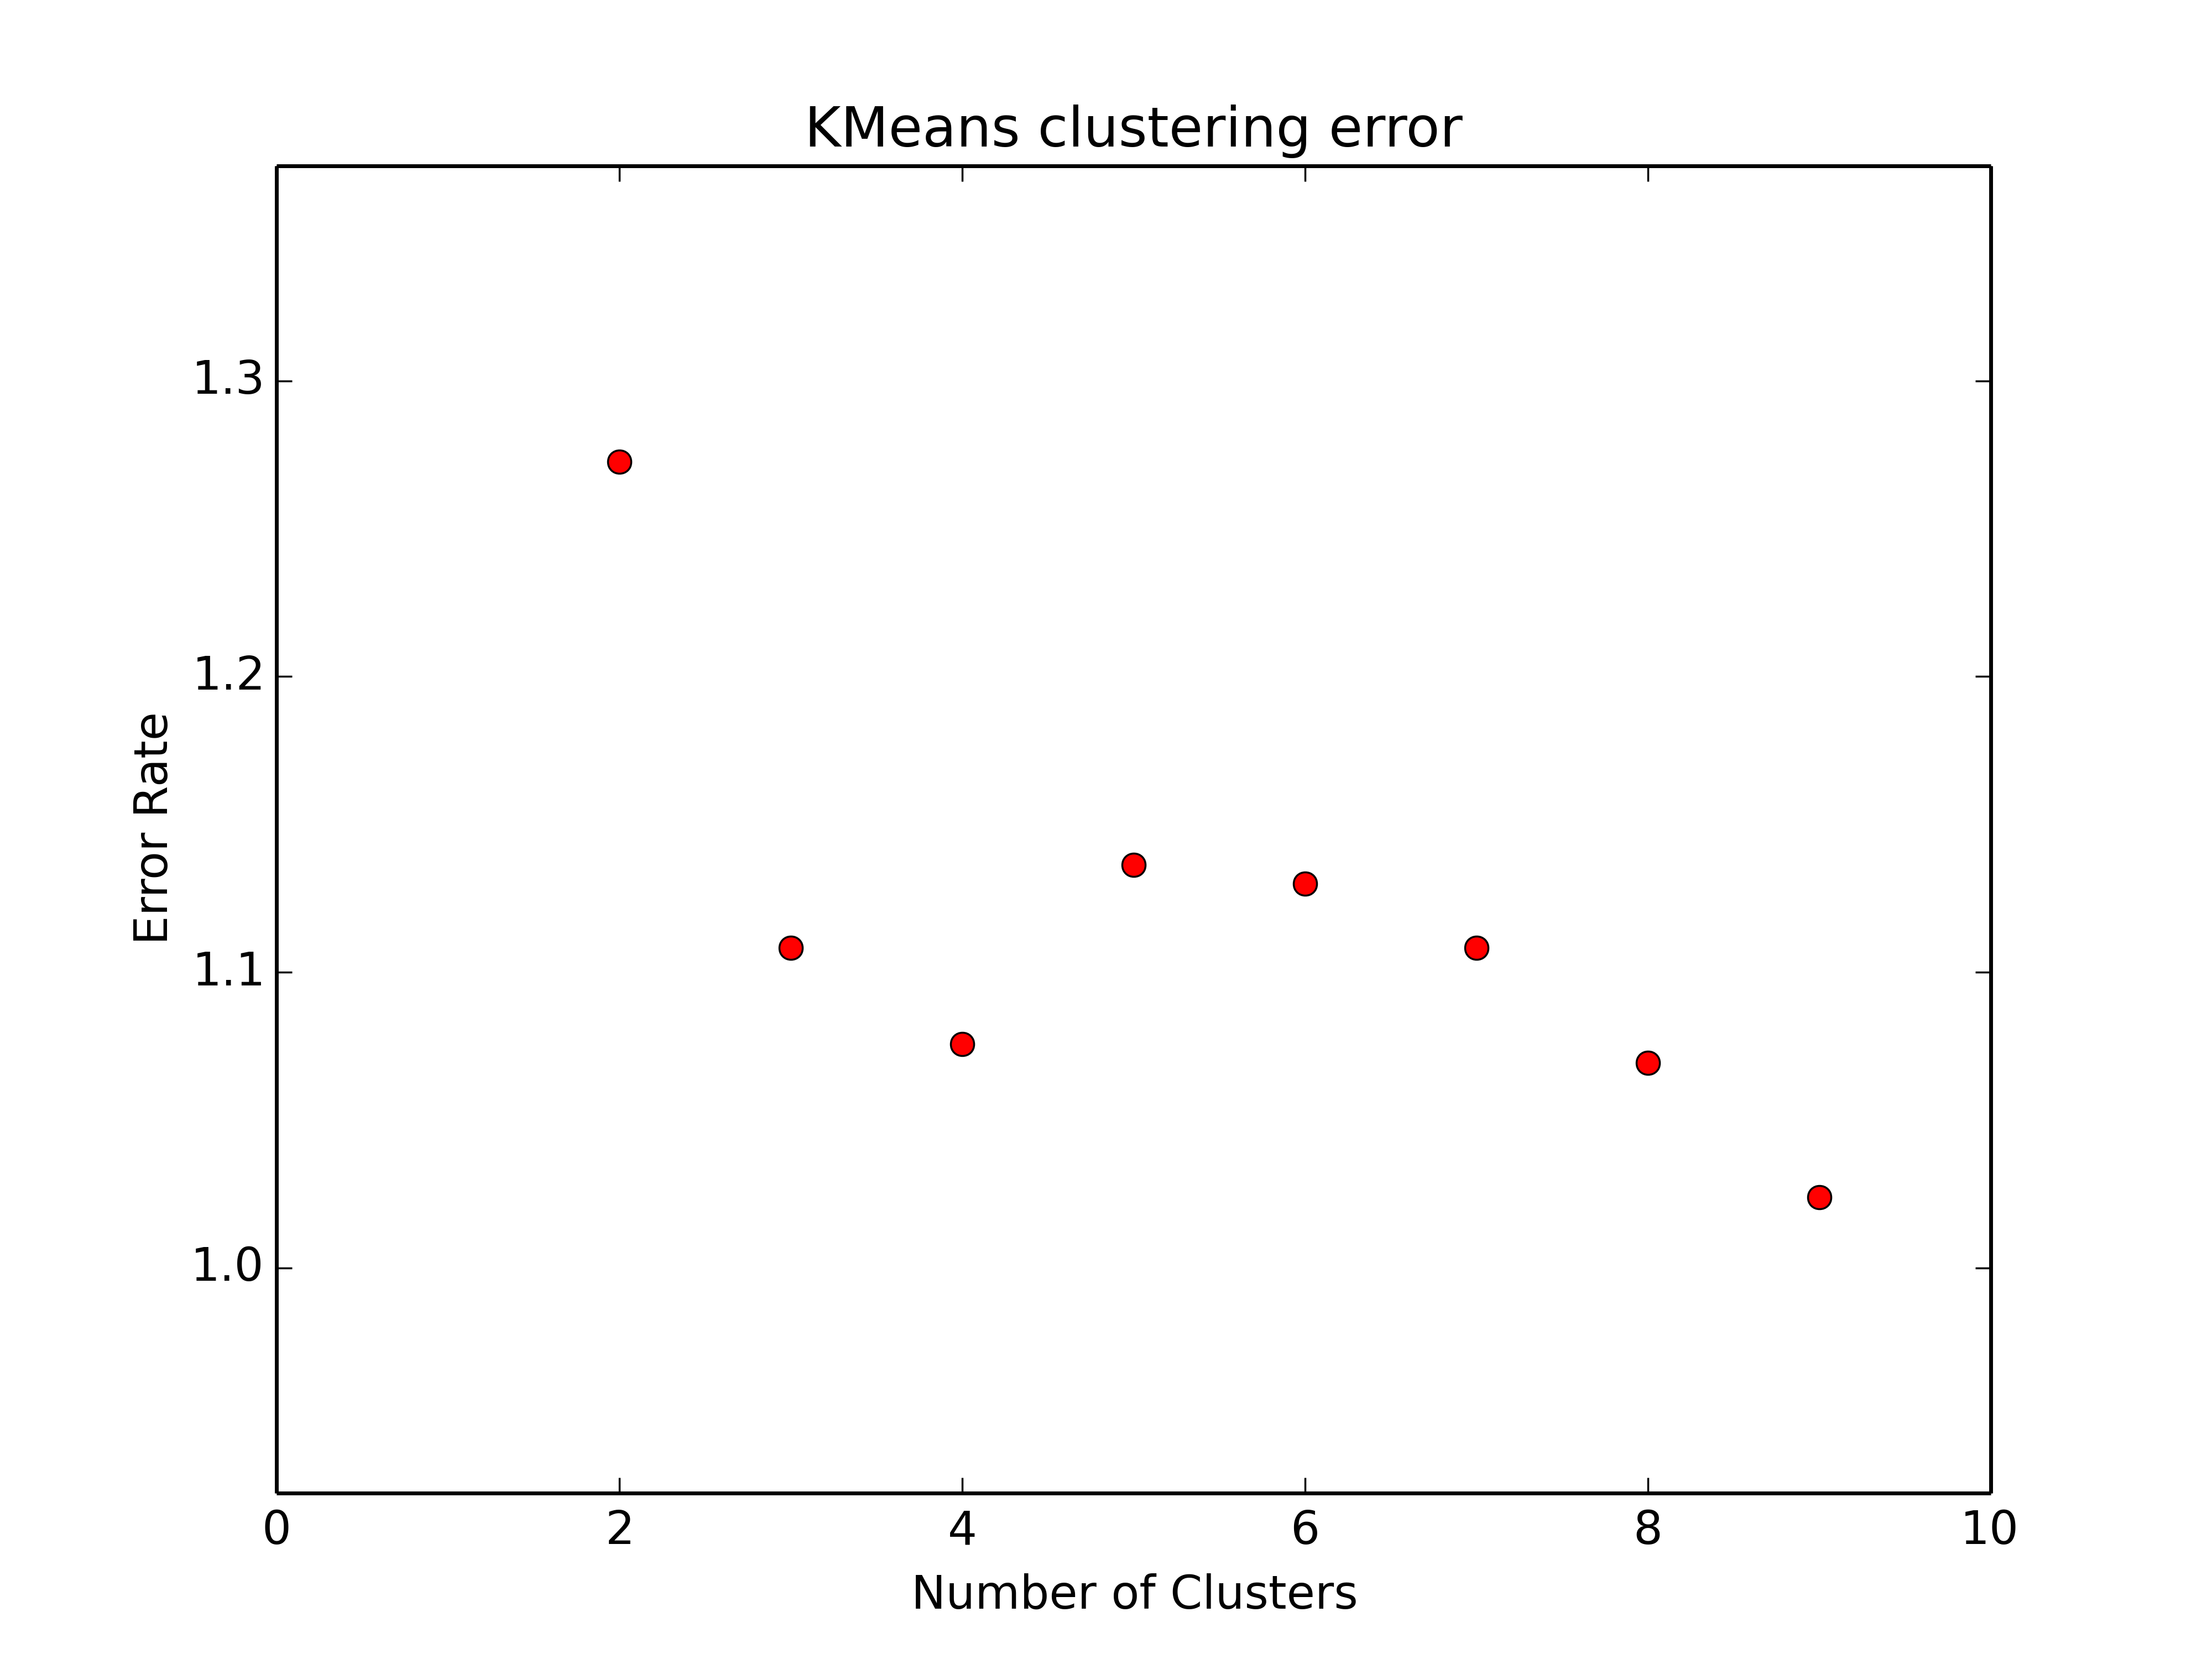 KMeans clustering error
1.3
1.2
1.1
1.0
Error Rate
0 2 4 6 8 10
Number of Clusters